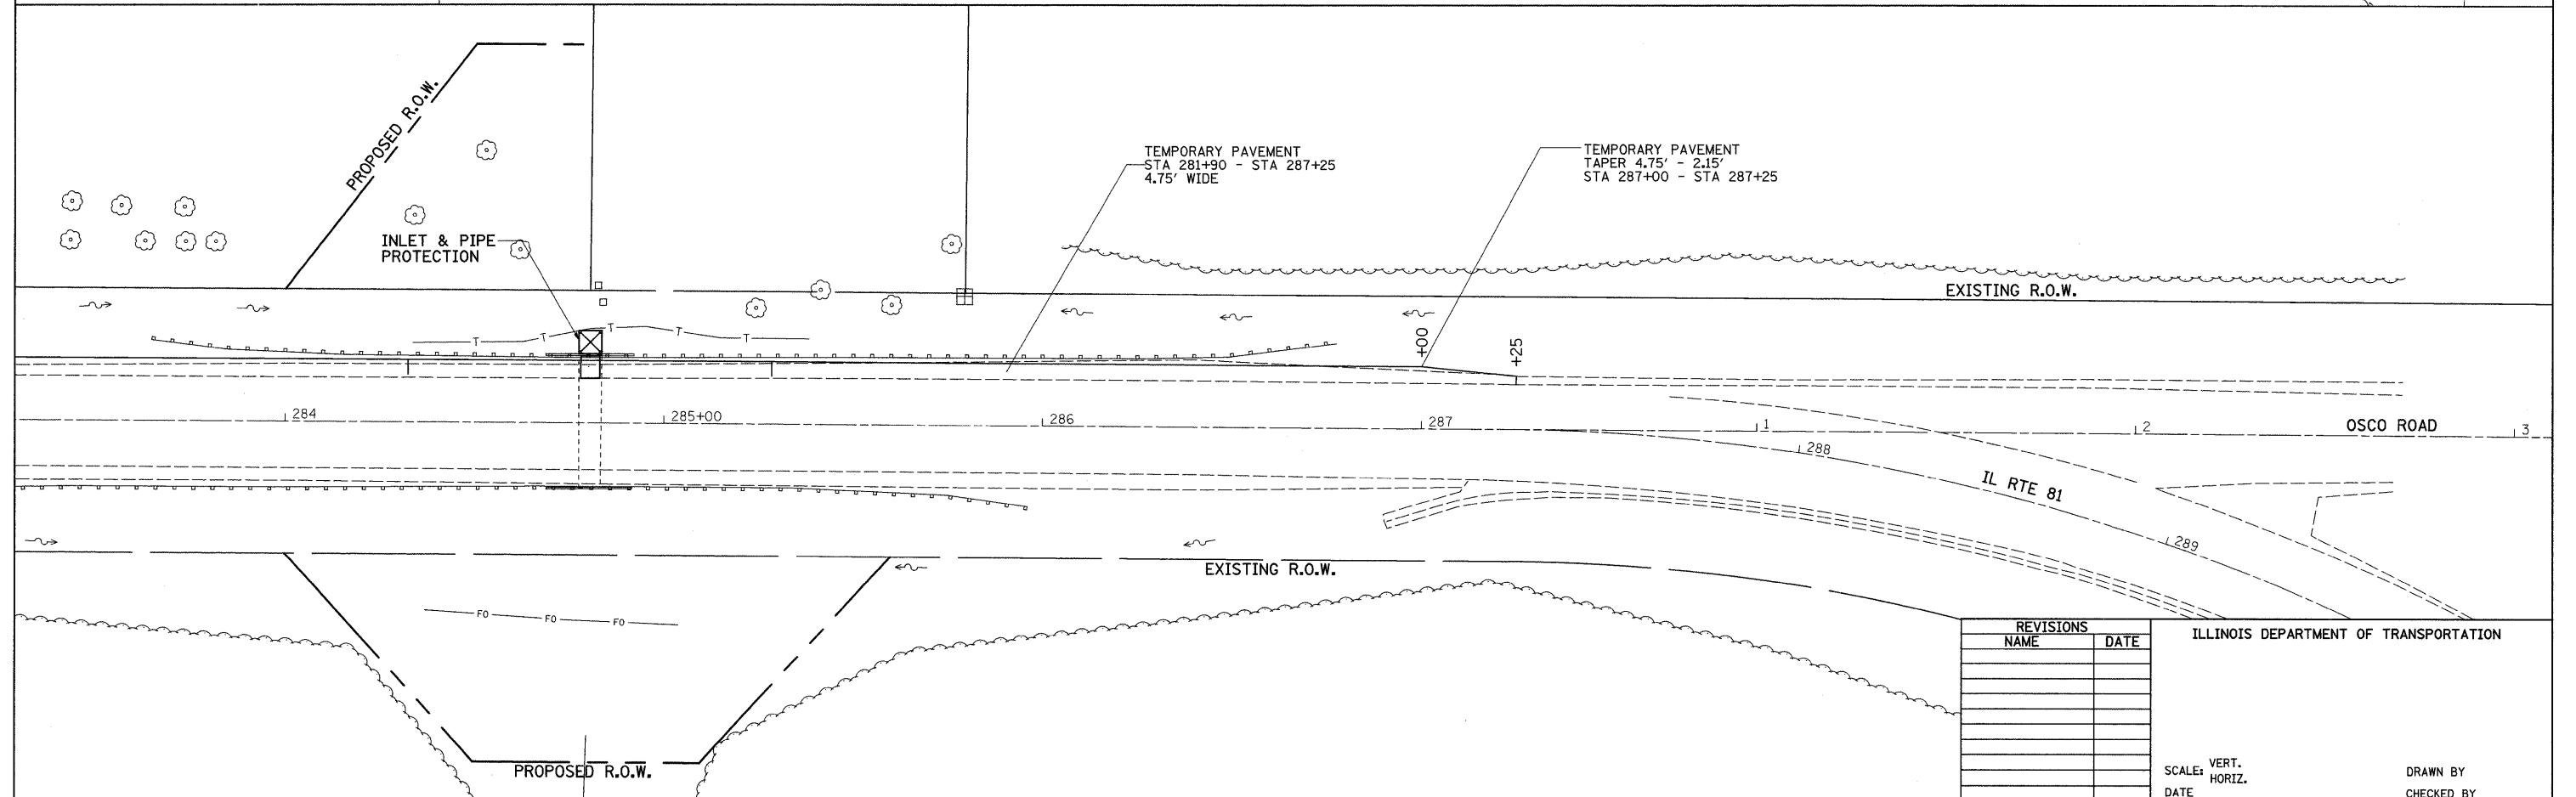 PROPOSED R.O.W.
TEMPORARY PAVEMENT
STA 281+90 - STA 287+25
4.75' WIDE
TEMPORARY PAVEMENT
TAPER 4.75' - 2.15'
STA 287+00 - STA 287+25
INLET & PIPE
PROTECTION
EXISTING R.O.W.
T T T T T
+00
+25
284
285+00
286
287
1
2
3
OSCO ROAD
288
IL RTE 81
289
EXISTING R.O.W.
FO FO FO
PROPOSED R.O.W.
REVISIONS
NAME DATE
ILLINOIS DEPARTMENT OF TRANSPORTATION
SCALE: VERT.
HORIZ.
DATE
DRAWN BY
CHECKED BY